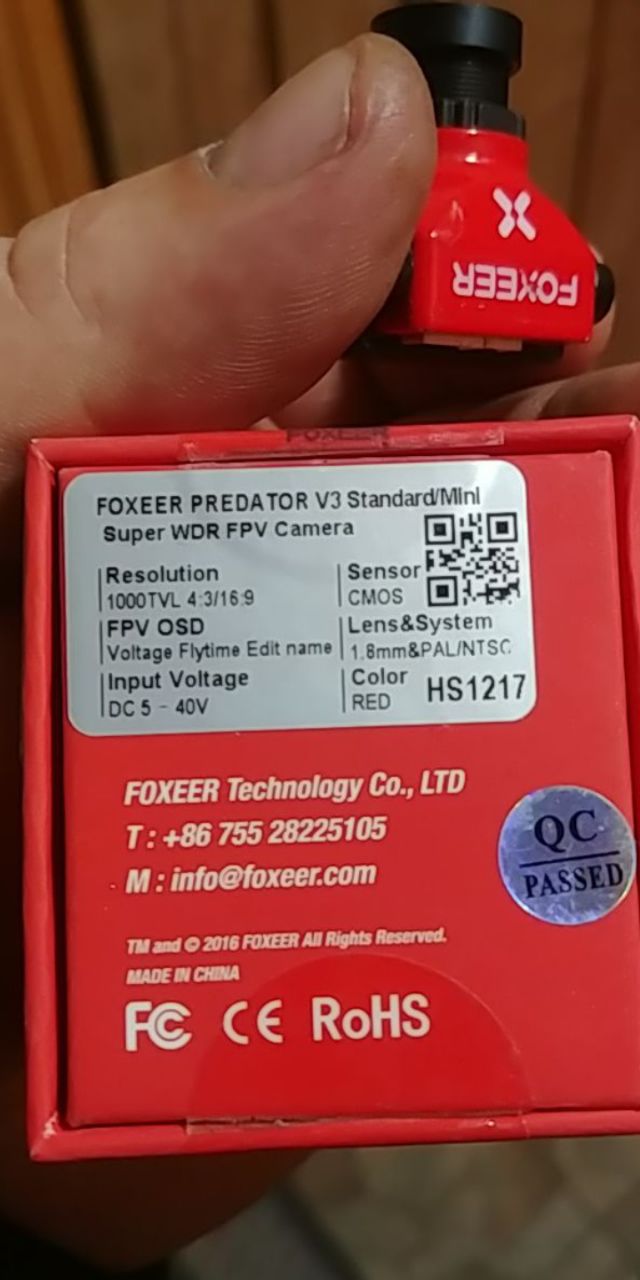 FOXEER
FOXEER
FOXEER PREDATOR V3 Standard/MInI
Super WDR FPV Camera
Resolution
1000TVL 4:3/16:9
Sensor
CMOS
FPV OSD
Voltage Flytime Edit name
Lens&System
1.8mm&PAL/NTSC
Input Voltage
DC 5 - 40V
Color
RED
HS1217
FOXEER Technology Co., LTD
T : +86 755 28225105
M : info@foxeer.com
QC
PASSED
TM and © 2016 FOXEER All Rights Reserved.
MADE IN CHINA
FC CE RoHS